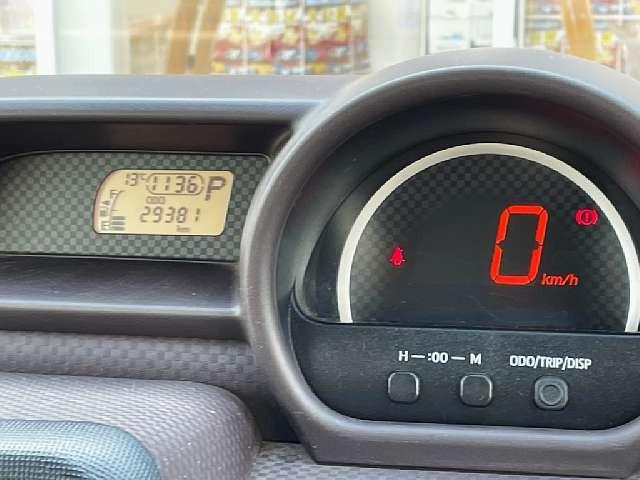 13℃ 11:36 P
ODO
29381
km
F
E
0 km/h
H — :00 — M
ODO/TRIP/DISP